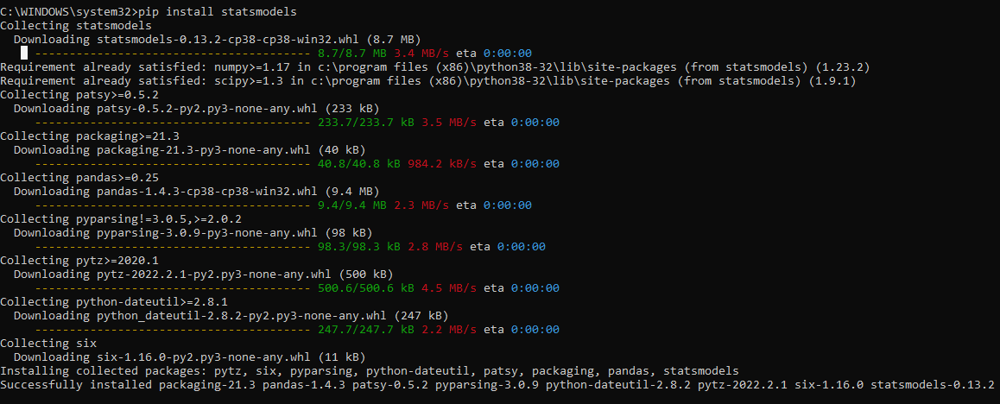 C:\WINDOWS\system32>pip install statsmodels
Collecting statsmodels
  Downloading statsmodels-0.13.2-cp38-cp38-win32.whl (8.7 MB)
     ---------------------------------------- 8.7/8.7 MB 3.4 MB/s eta 0:00:00
Requirement already satisfied: numpy>=1.17 in c:\program files (x86)\python38-32\lib\site-packages (from statsmodels) (1.23.2)
Requirement already satisfied: scipy>=1.3 in c:\program files (x86)\python38-32\lib\site-packages (from statsmodels) (1.9.1)
Collecting patsy>=0.5.2
  Downloading patsy-0.5.2-py2.py3-none-any.whl (233 kB)
     ---------------------------------------- 233.7/233.7 kB 3.5 MB/s eta 0:00:00
Collecting packaging>=21.3
  Downloading packaging-21.3-py3-none-any.whl (40 kB)
     ---------------------------------------- 40.8/40.8 kB 984.2 kB/s eta 0:00:00
Collecting pandas>=0.25
  Downloading pandas-1.4.3-cp38-cp38-win32.whl (9.4 MB)
     ---------------------------------------- 9.4/9.4 MB 2.3 MB/s eta 0:00:00
Collecting pyparsing!=3.0.5,>=2.0.2
  Downloading pyparsing-3.0.9-py3-none-any.whl (98 kB)
     ---------------------------------------- 98.3/98.3 kB 2.8 MB/s eta 0:00:00
Collecting pytz>=2020.1
  Downloading pytz-2022.2.1-py2.py3-none-any.whl (500 kB)
     ---------------------------------------- 500.6/500.6 kB 4.5 MB/s eta 0:00:00
Collecting python-dateutil>=2.8.1
  Downloading python_dateutil-2.8.2-py2.py3-none-any.whl (247 kB)
     ---------------------------------------- 247.7/247.7 kB 2.2 MB/s eta 0:00:00
Collecting six
  Downloading six-1.16.0-py2.py3-none-any.whl (11 kB)
Installing collected packages: pytz, six, pyparsing, python-dateutil, patsy, packaging, pandas, statsmodels
Successfully installed packaging-21.3 pandas-1.4.3 patsy-0.5.2 pyparsing-3.0.9 python-dateutil-2.8.2 pytz-2022.2.1 six-1.16.0 statsmodels-0.13.2